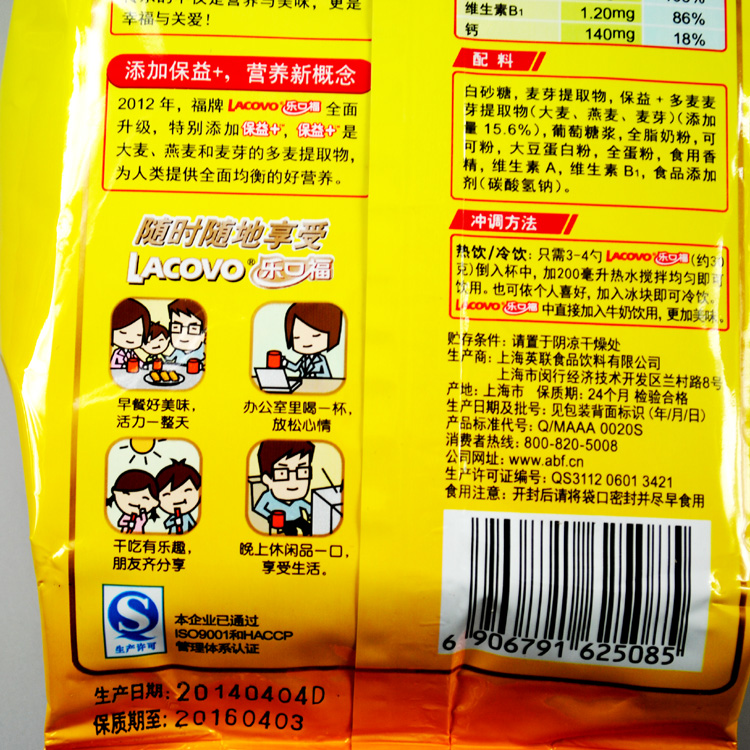 幸福与关爱！
添加保益+，营养新概念
2012年，福牌LACOVO乐口福全面
升级，特别添加保益+，保益+是
大麦、燕麦和麦芽的多麦提取物，
为人类提供全面均衡的好营养。
随时随地享受
LACOVO®乐口福
早餐好美味，
活力一整天
办公室里喝一杯，
放松心情
干吃有乐趣，
朋友齐分享
晚上休闲品一口，
享受生活。
生产许可
本企业已通过
ISO9001和HACCP
管理体系认证
生产日期: 20140404D
保质期至: 20160403
维生素B1 1.20mg 86%
钙 140mg 18%
配料
白砂糖，麦芽提取物，保益+多麦麦
芽提取物(大麦、燕麦、麦芽)(添加
量15.6%)，葡萄糖浆，全脂奶粉，可
可粉，大豆蛋白粉，全蛋粉，食用香
精，维生素A，维生素B1，食品添加
剂(碳酸氢钠)。
冲调方法
热饮/冷饮: 只需3-4勺LACOVO乐口福(约30
克)倒入杯中，加200毫升热水搅拌均匀即可
饮用。也可依个人喜好，加入冰块即可冷饮。
LACOVO乐口福中直接加入牛奶饮用，更加美味。
贮存条件: 请置于阴凉干燥处
生产商: 上海英联食品饮料有限公司
上海市闵行经济技术开发区兰村路8号
产地: 上海市 保质期: 24个月 检验合格
生产日期及批号: 见包装背面标识(年/月/日)
产品标准代号: Q/MAAA 0020S
消费者热线: 800-820-5008
公司网址: www.abf.cn
生产许可证编号: QS3112 0601 3421
食用注意: 开封后请将袋口密封并尽早食用
6 906791 625085